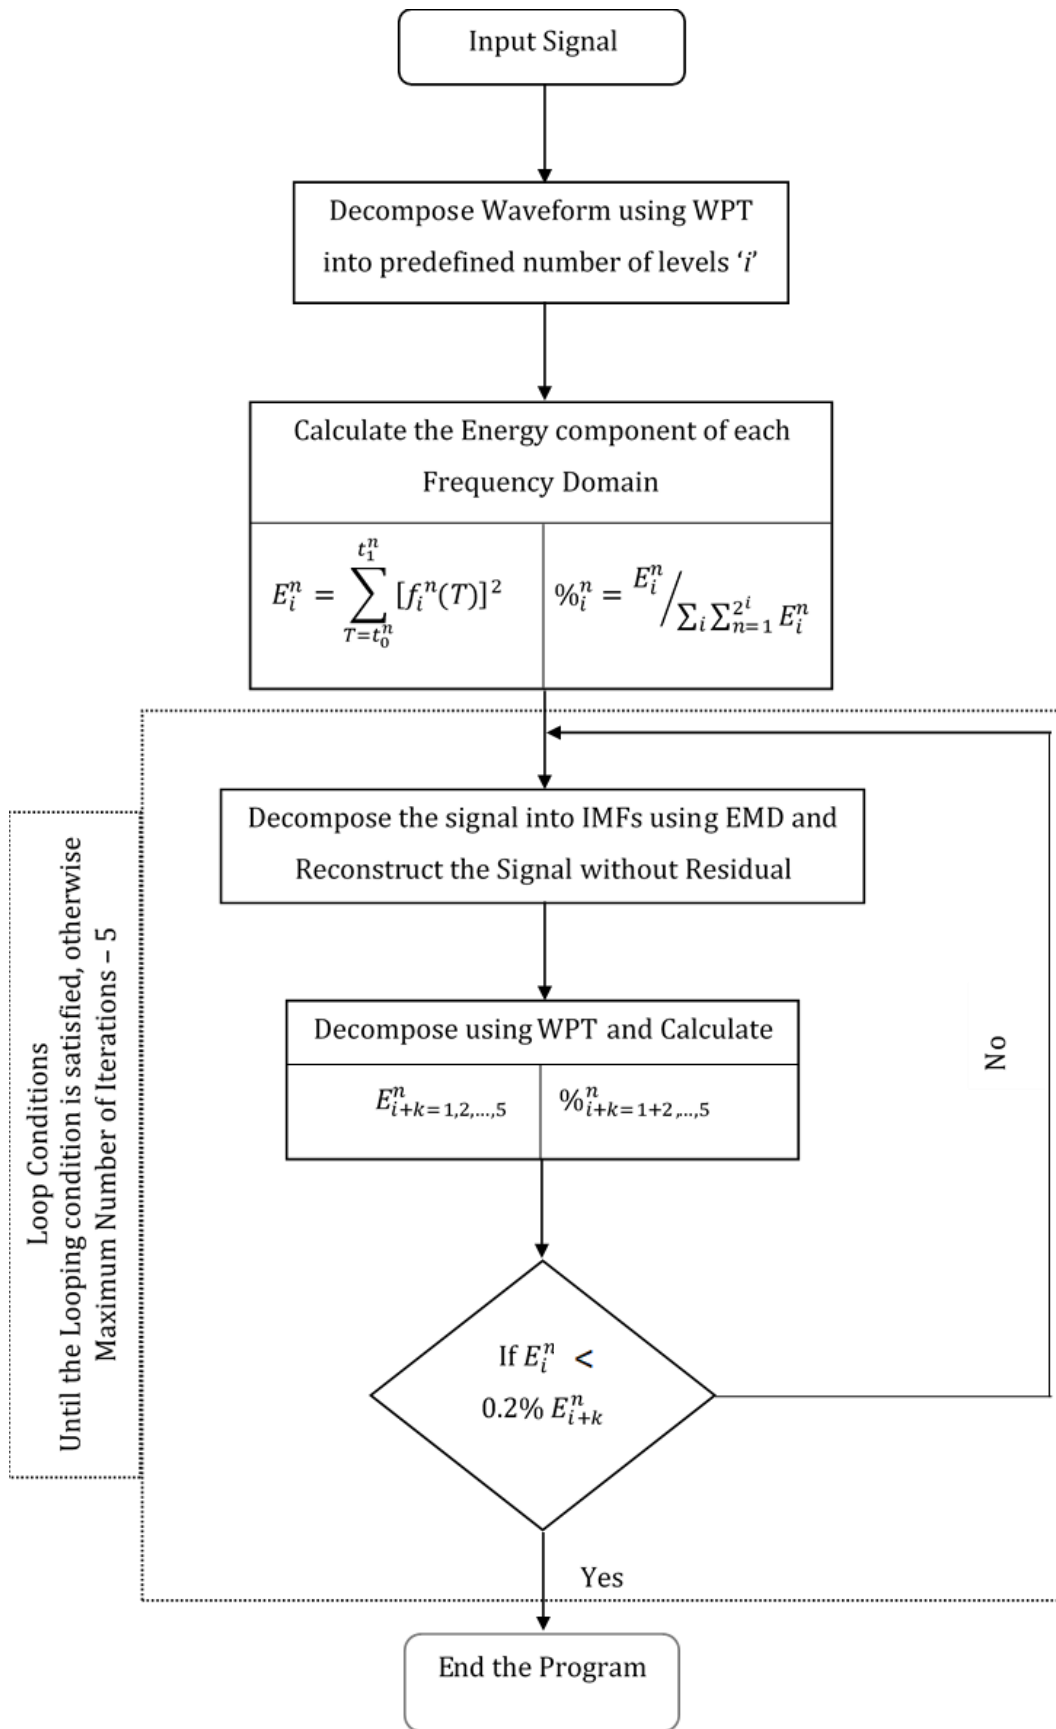 Input Signal
Decompose Waveform using WPT
into predefined number of levels ‘i’
Calculate the Energy component of each
Frequency Domain
E_i^n = ∑_{T=t_0^n}^{t_1^n} [f_i^n(T)]^2
%_i^n = E_i^n / ∑_i ∑_{n=1}^{2^i} E_i^n
Decompose the signal into IMFs using EMD and
Reconstruct the Signal without Residual
Decompose using WPT and Calculate
E_{i+k=1,2,…,5}^n
%_{i+k=1+2,…,5}^n
If E_i^n <
0.2% E_{i+k}^n
No
Yes
End the Program
Loop Conditions
Until the Looping condition is satisfied, otherwise
Maximum Number of Iterations – 5